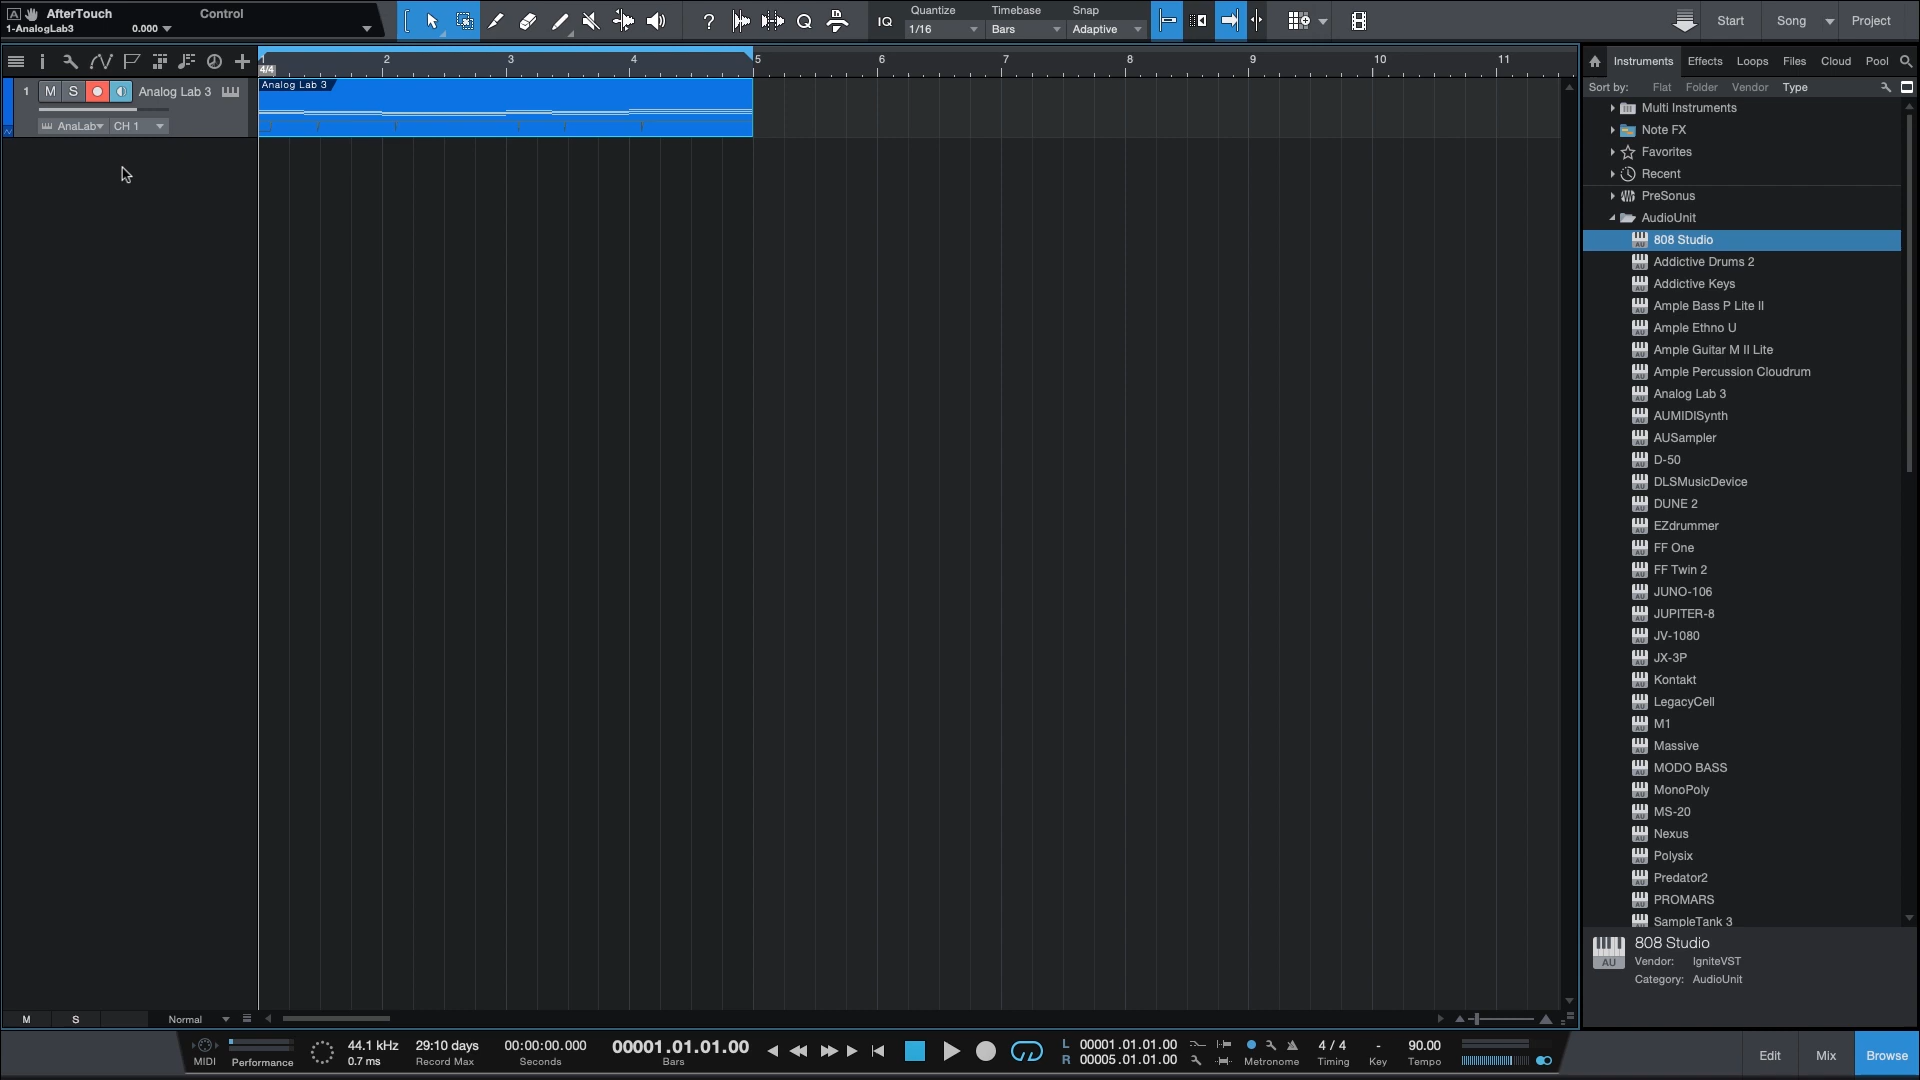 AfterTouch
Control
1-AnalogLab3
0.000
IQ
Quantize
1/16
Timebase
Bars
Snap
Adaptive
Start
Song
Project
2
3
4
5
6
7
8
9
10
11
4/4
1
M
S
Analog Lab 3
AnaLab
CH 1
Analog Lab 3
Instruments
Effects
Loops
Files
Cloud
Pool
Sort by:
Flat
Folder
Vendor
Type
Multi Instruments
Note FX
Favorites
Recent
PreSonus
AudioUnit
808 Studio
Addictive Drums 2
Addictive Keys
Ample Bass P Lite II
Ample Ethno U
Ample Guitar M II Lite
Ample Percussion Cloudrum
Analog Lab 3
AUMIDISynth
AUSampler
D-50
DLSMusicDevice
DUNE 2
EZdrummer
FF One
FF Twin 2
JUNO-106
JUPITER-8
JV-1080
JX-3P
Kontakt
LegacyCell
M1
Massive
MODO BASS
MonoPoly
MS-20
Nexus
Polysix
Predator2
PROMARS
SampleTank 3
808 Studio
AU
Vendor: IgniteVST
Category: AudioUnit
M
S
Normal
MIDI
Performance
44.1 kHz
0.7 ms
29:10 days
Record Max
00:00:00.000
Seconds
00001.01.01.00
Bars
L 00001.01.01.00
R 00005.01.01.00
Metronome
4 / 4
Timing
-
Key
90.00
Tempo
Edit
Mix
Browse